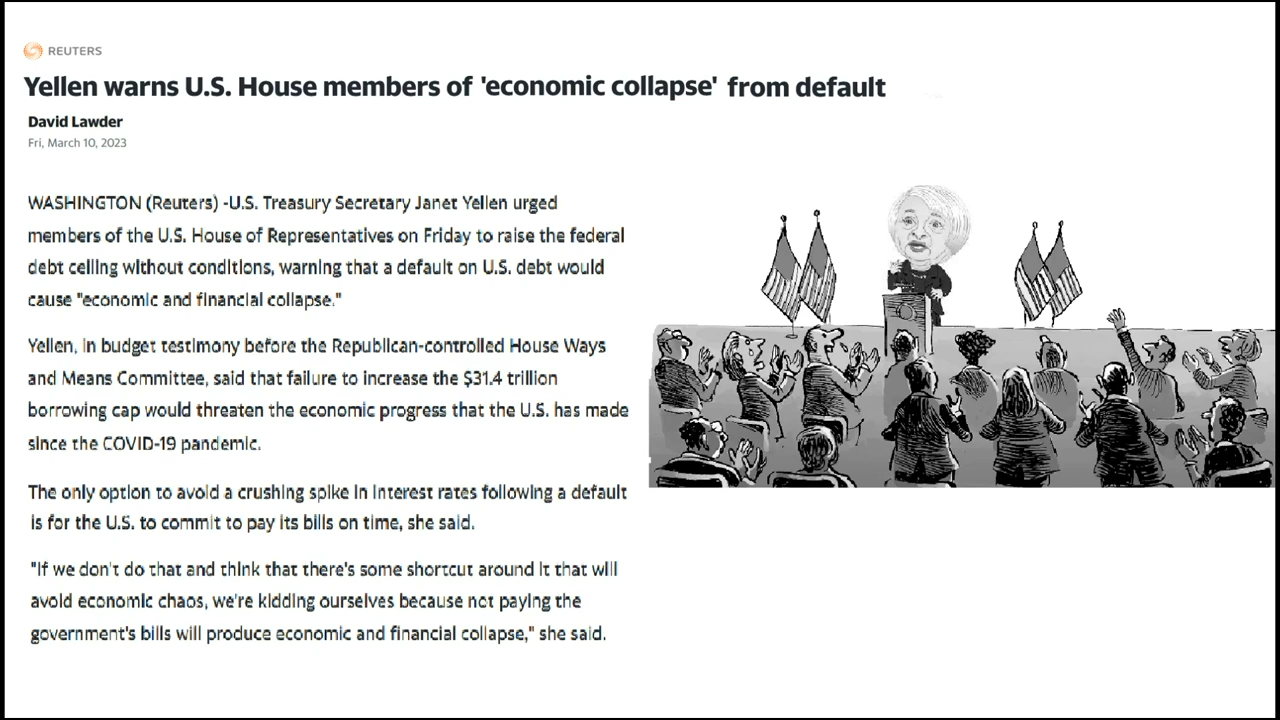 REUTERS
Yellen warns U.S. House members of 'economic collapse' from default
David Lawder
Fri, March 10, 2023
WASHINGTON (Reuters) -U.S. Treasury Secretary Janet Yellen urged
members of the U.S. House of Representatives on Friday to raise the federal
debt ceiling without conditions, warning that a default on U.S. debt would
cause "economic and financial collapse."
Yellen, in budget testimony before the Republican-controlled House Ways
and Means Committee, said that failure to increase the $31.4 trillion
borrowing cap would threaten the economic progress that the U.S. has made
since the COVID-19 pandemic.
The only option to avoid a crushing spike in interest rates following a default
is for the U.S. to commit to pay its bills on time, she said.
"If we don't do that and think that there's some shortcut around it that will
avoid economic chaos, we're kidding ourselves because not paying the
government's bills will produce economic and financial collapse," she said.